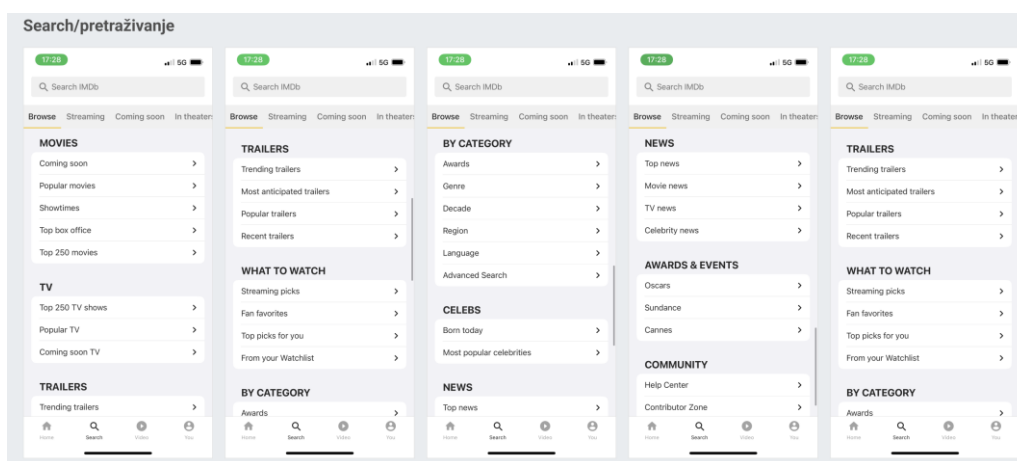 Search/pretraživanje
17:28
5G
Search IMDb
Browse Streaming Coming soon In theaters
MOVIES
Coming soon
Popular movies
Showtimes
Top box office
Top 250 movies
TV
Top 250 TV shows
Popular TV
Coming soon TV
TRAILERS
Trending trailers
Home Search Video You
17:28
5G
Search IMDb
Browse Streaming Coming soon In theaters
TRAILERS
Trending trailers
Most anticipated trailers
Popular trailers
Recent trailers
WHAT TO WATCH
Streaming picks
Fan favorites
Top picks for you
From your Watchlist
BY CATEGORY
Awards
Home Search Video You
17:28
5G
Search IMDb
Browse Streaming Coming soon In theaters
BY CATEGORY
Awards
Genre
Decade
Region
Language
Advanced Search
CELEBS
Born today
Most popular celebrities
NEWS
Top news
Home Search Video You
17:28
5G
Search IMDb
Browse Streaming Coming soon In theaters
NEWS
Top news
Movie news
TV news
Celebrity news
AWARDS & EVENTS
Oscars
Sundance
Cannes
COMMUNITY
Help Center
Contributor Zone
Home Search Video You
17:28
5G
Search IMDb
Browse Streaming Coming soon In theaters
TRAILERS
Trending trailers
Most anticipated trailers
Popular trailers
Recent trailers
WHAT TO WATCH
Streaming picks
Fan favorites
Top picks for you
From your Watchlist
BY CATEGORY
Awards
Home Search Video You